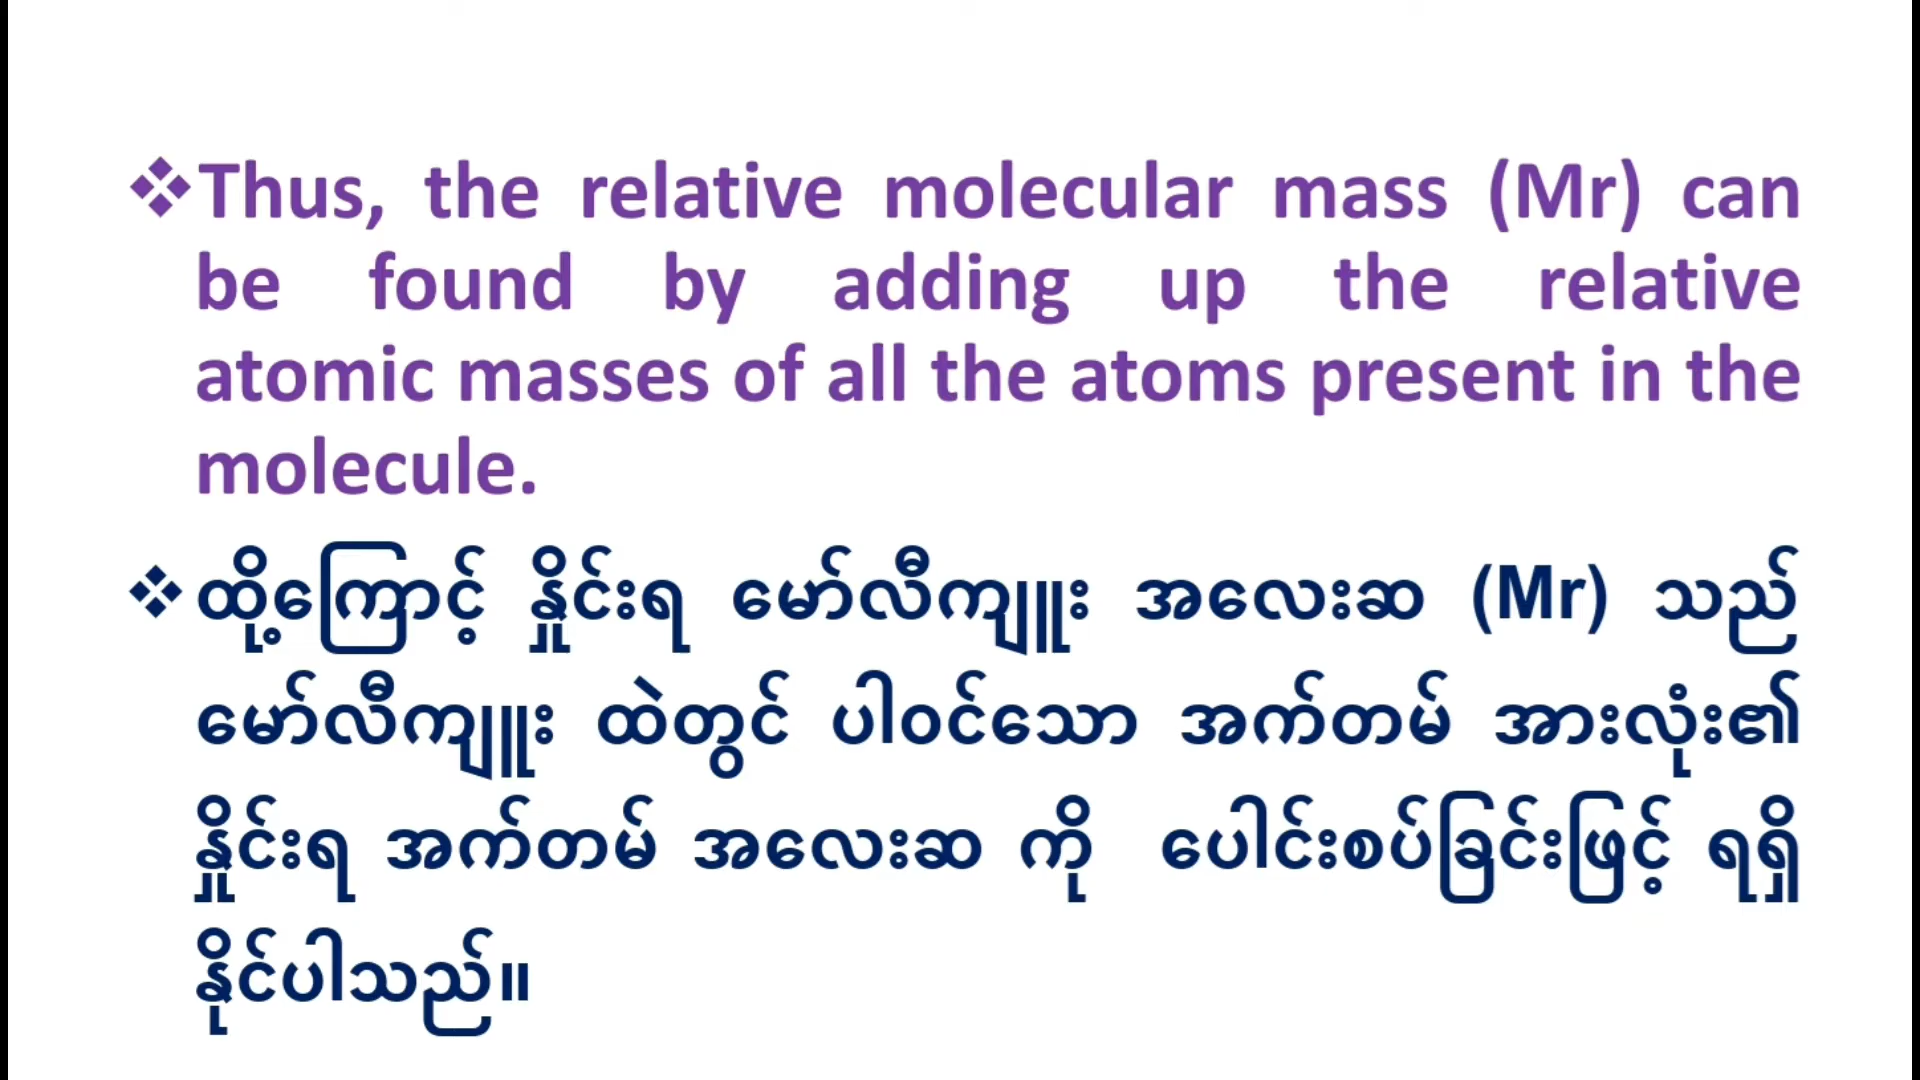 ❖Thus, the relative molecular mass (Mr) can
be found by adding up the relative
atomic masses of all the atoms present in the
molecule.
❖ထို့ကြောင့် နှိုင်းရ မော်လီကျူး အလေးဆ (Mr) သည်
မော်လီကျူး ထဲတွင် ပါဝင်သော အက်တမ် အားလုံး၏
နှိုင်းရ အက်တမ် အလေးဆ ကို ပေါင်းစပ်ခြင်းဖြင့် ရရှိ
နိုင်ပါသည်။